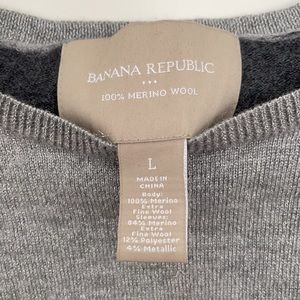 BANANA REPUBLIC
100% MERINO WOOL
L
MADE IN
CHINA
Body:
100% Merino
Extra
Fine Wool
Sleeves:
84% Merino
Extra
Fine Wool
12% Polyester
4% Metallic